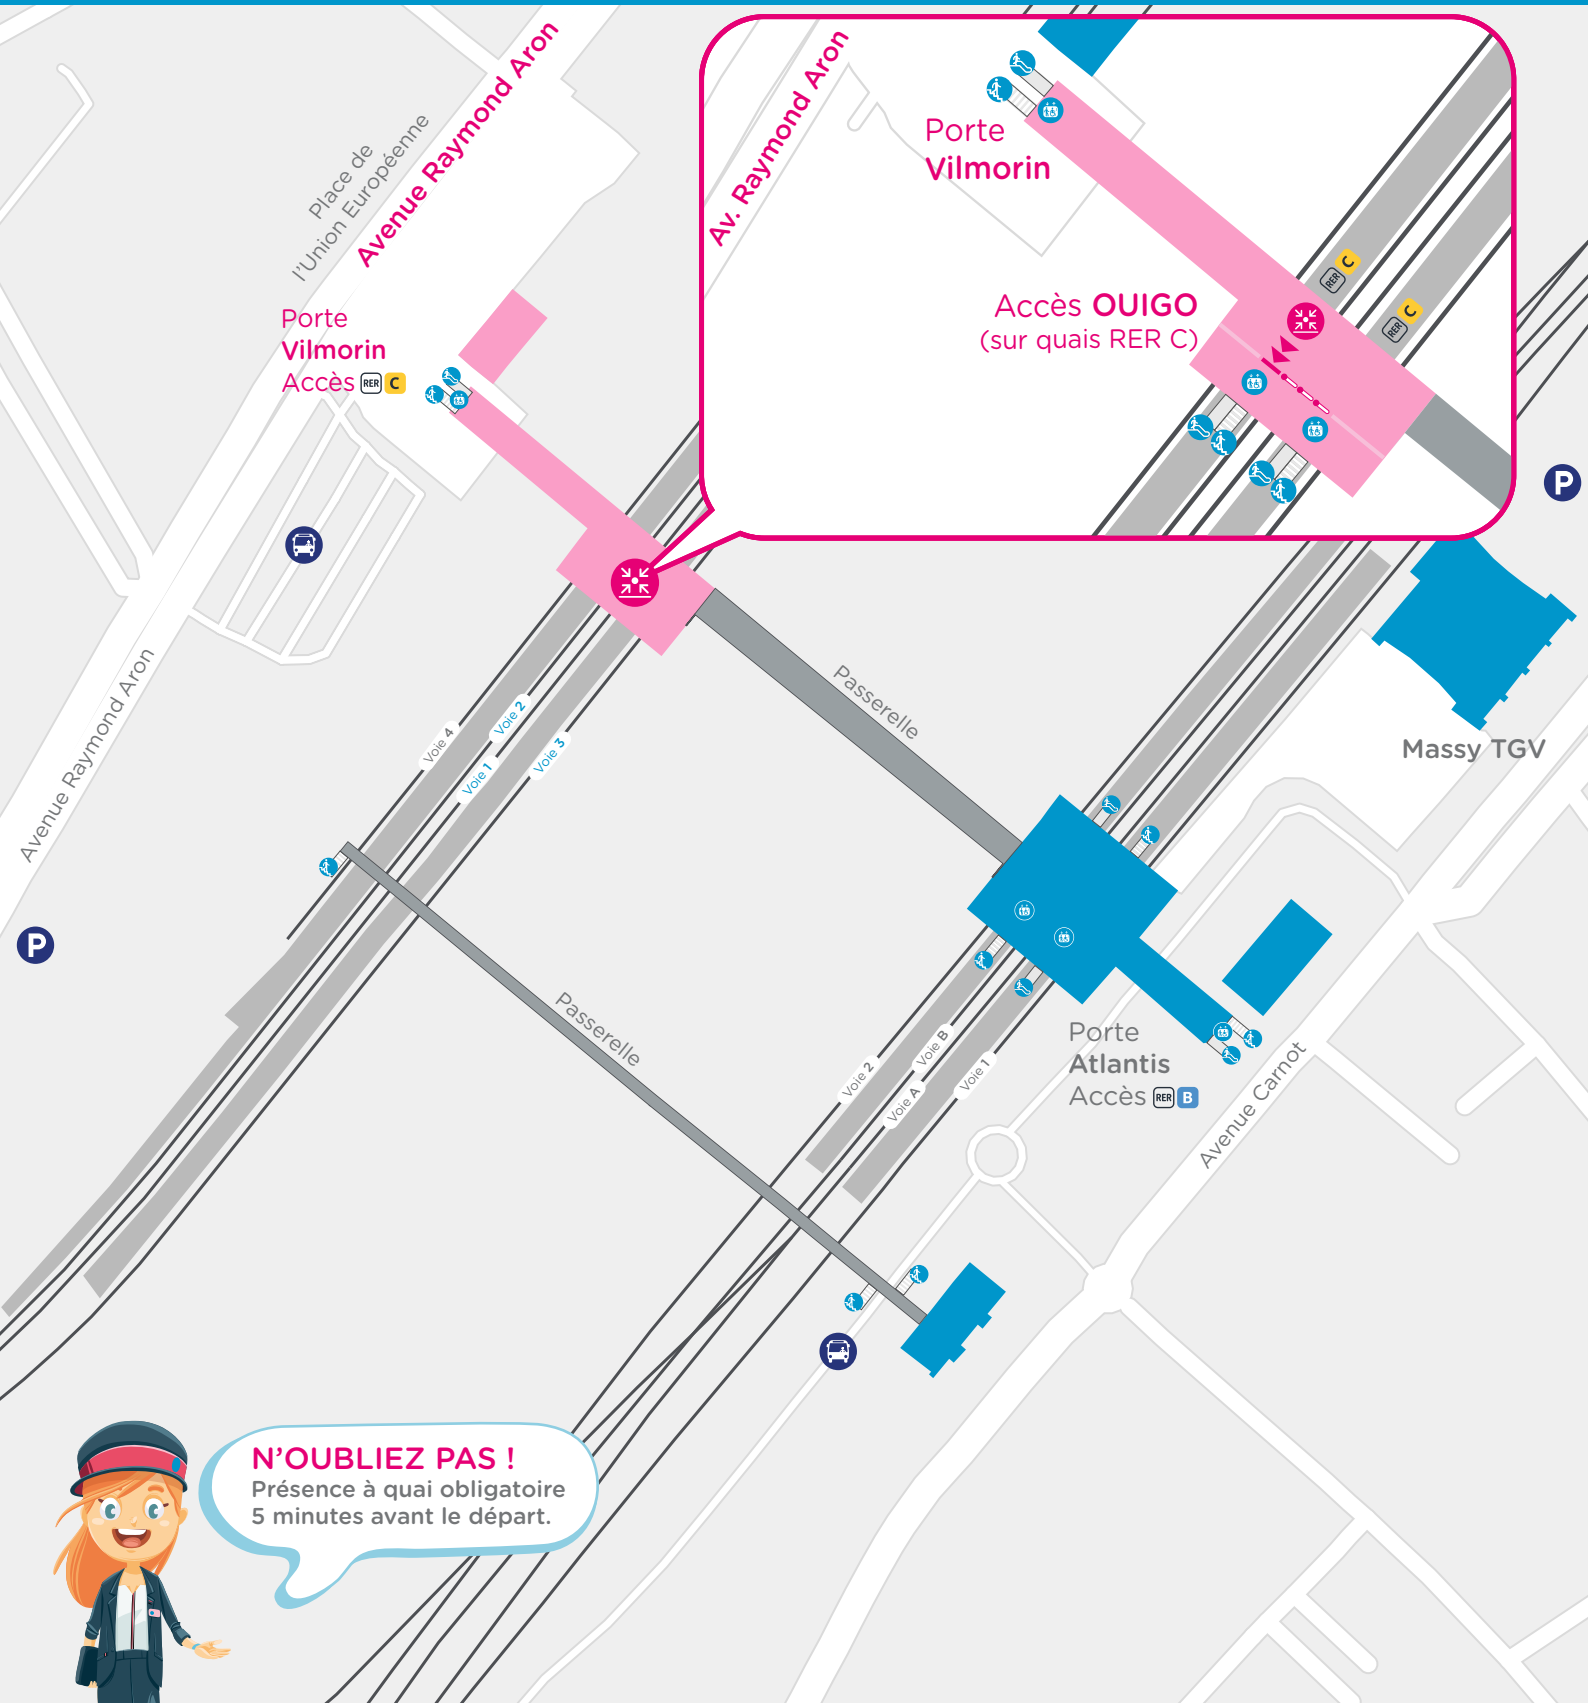 Avenue Raymond Aron
Place de
l'Union Européenne
Av. Raymond Aron
Porte
Vilmorin
Accès OUIGO
(sur quais RER C)
RER C
RER C
Porte
Vilmorin
Accès RER C
P
Passerelle
Massy TGV
Voie 4
Voie 2
Voie 1
Voie 3
Avenue Raymond Aron
P
Passerelle
Voie 2
Voie B
Voie A
Voie 1
Porte
Atlantis
Accès RER B
Avenue Carnot
N'OUBLIEZ PAS !
Présence à quai obligatoire
5 minutes avant le départ.